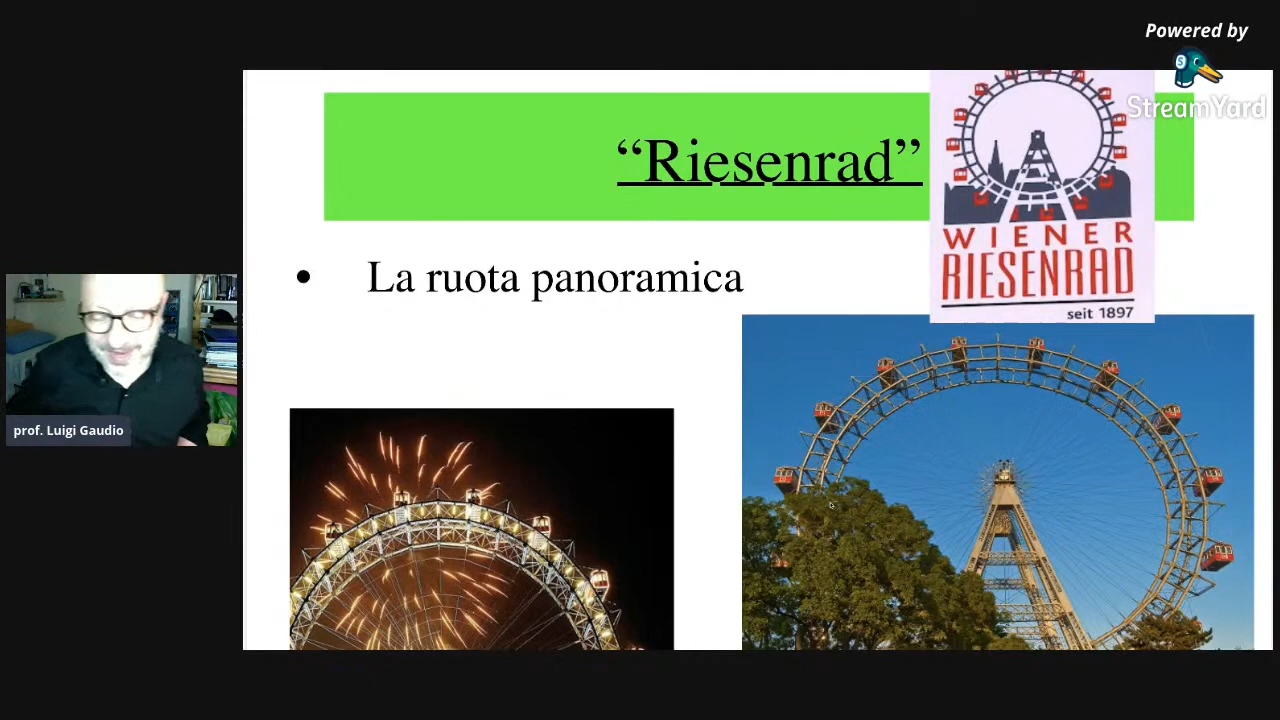 Powered by
StreamYard
“Riesenrad”
WIENER
RIESENRAD
seit 1897
• La ruota panoramica
prof. Luigi Gaudio